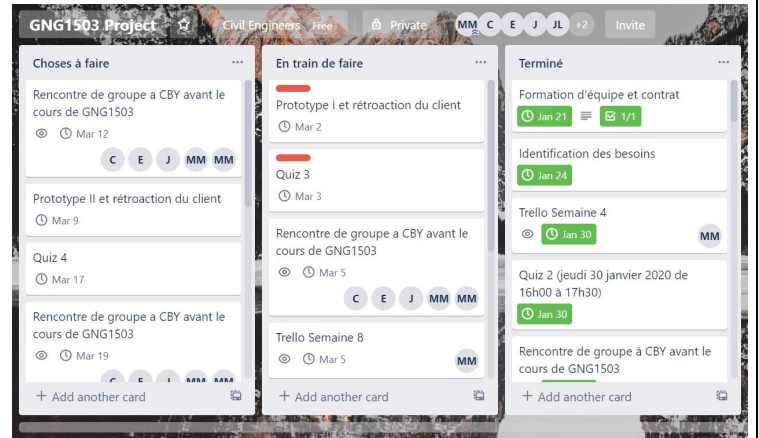 GNG1503 Project
Civil Engineers Free
Private
MM C E J JL +2
Invite
Choses à faire
Rencontre de groupe a CBY avant le
cours de GNG1503
Mar 12
C E J MM MM
Prototype II et rétroaction du client
Mar 9
Quiz 4
Mar 17
Rencontre de groupe a CBY avant le
cours de GNG1503
Mar 19
C E J MM MM
+ Add another card
En train de faire
Prototype I et rétroaction du client
Mar 2
Quiz 3
Mar 3
Rencontre de groupe a CBY avant le
cours de GNG1503
Mar 5
C E J MM MM
Trello Semaine 8
Mar 5
MM
+ Add another card
Terminé
Formation d'équipe et contrat
Jan 21 1/1
Identification des besoins
Jan 24
Trello Semaine 4
Jan 30
MM
Quiz 2 (jeudi 30 janvier 2020 de
16h00 à 17h30)
Jan 30
Rencontre de groupe à CBY avant le
cours de GNG1503
+ Add another card